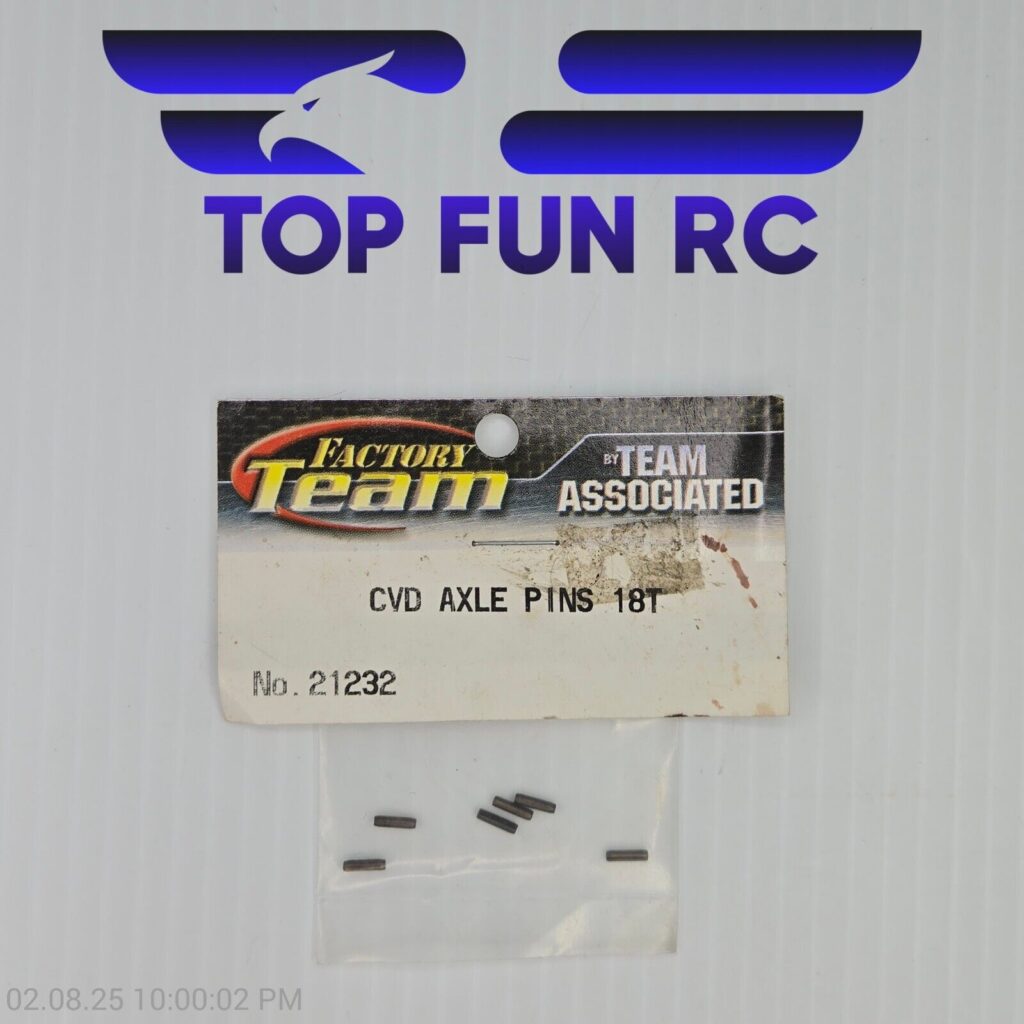 TOP FUN RC
FACTORY
Team
BY TEAM
ASSOCIATED
CVD AXLE PINS 18T
No. 21232
02.08.25 10:00:02 PM